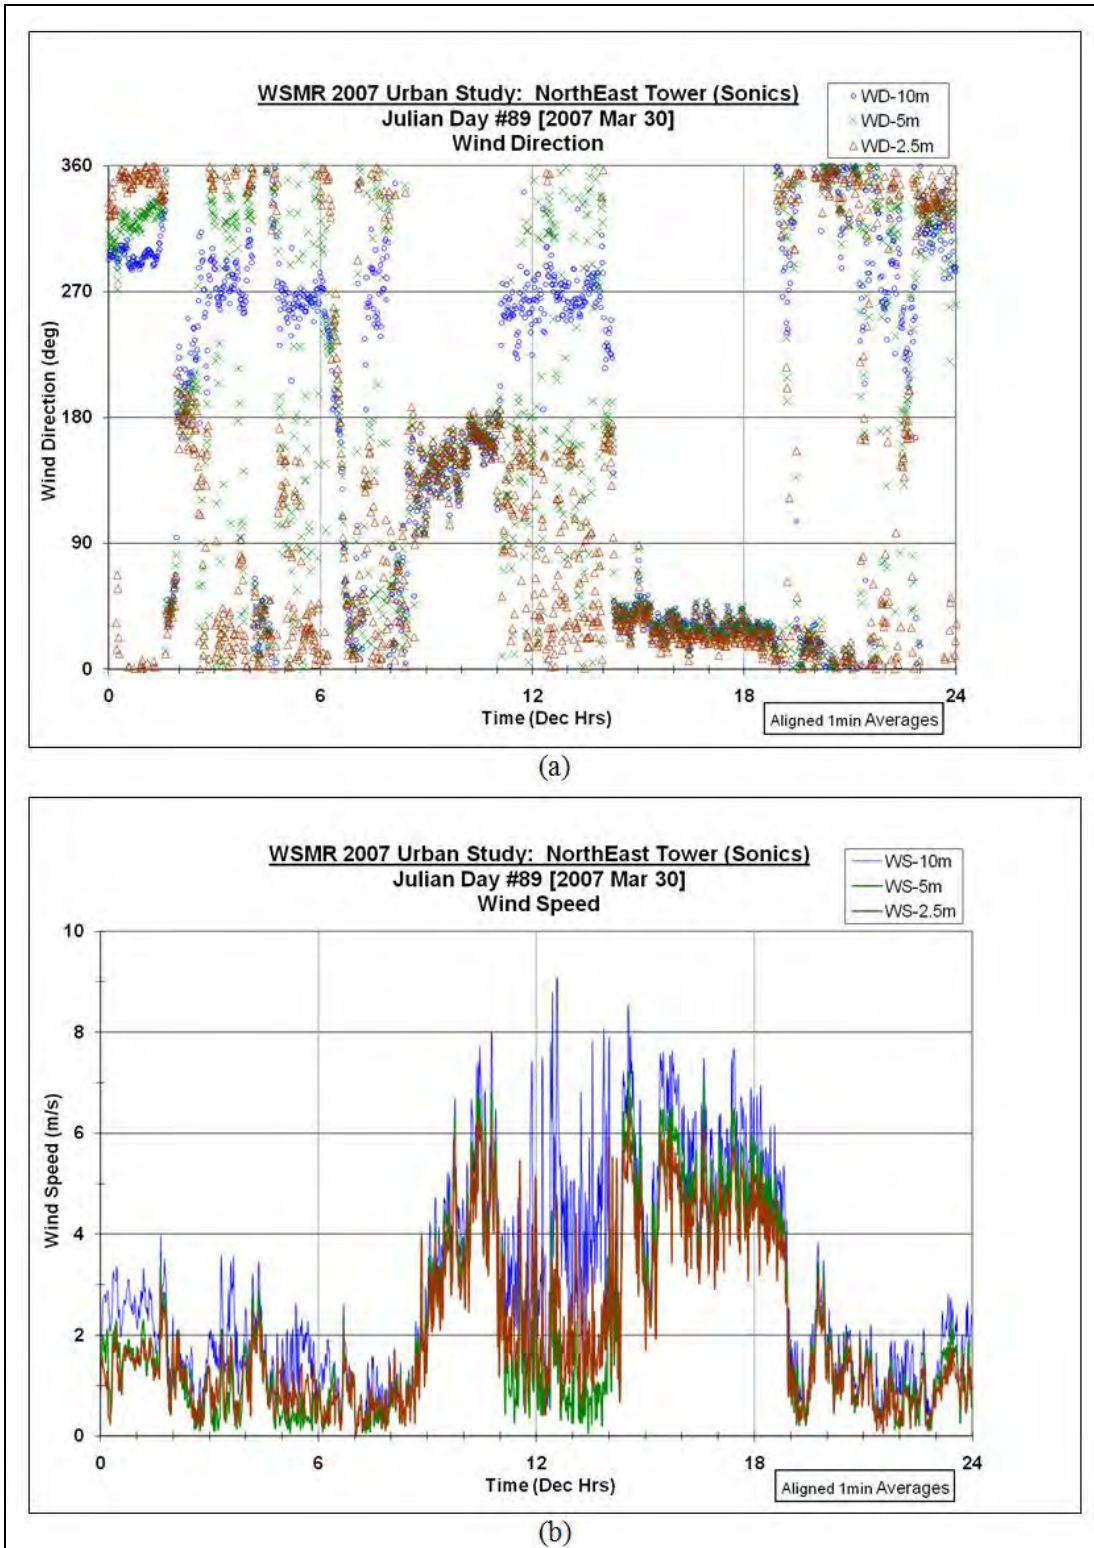 WSMR 2007 Urban Study: NorthEast Tower (Sonics)
Julian Day #89 [2007 Mar 30]
Wind Direction
WD-10m
WD-5m
WD-2.5m
360
270
180
90
0
Wind Direction (deg)
0 6 12 18 24
Time (Dec Hrs)
Aligned 1min Averages
(a)
WSMR 2007 Urban Study: NorthEast Tower (Sonics)
Julian Day #89 [2007 Mar 30]
Wind Speed
WS-10m
WS-5m
WS-2.5m
10
8
6
4
2
0
Wind Speed (m/s)
0 6 12 18 24
Time (Dec Hrs)
Aligned 1min Averages
(b)